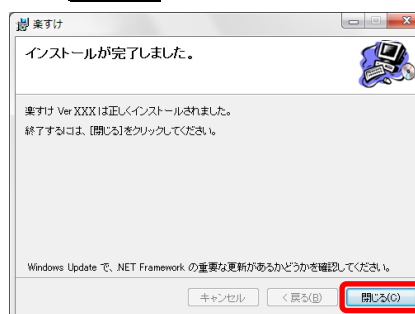 楽すけ
インストールが完了しました。
楽すけ Ver XXX は正しくインストールされました。
終了するには、[閉じる]をクリックしてください。
Windows Update で、.NET Framework の重要な更新があるかどうかを確認してください。
キャンセル
< 戻る(B)
閉じる(C)